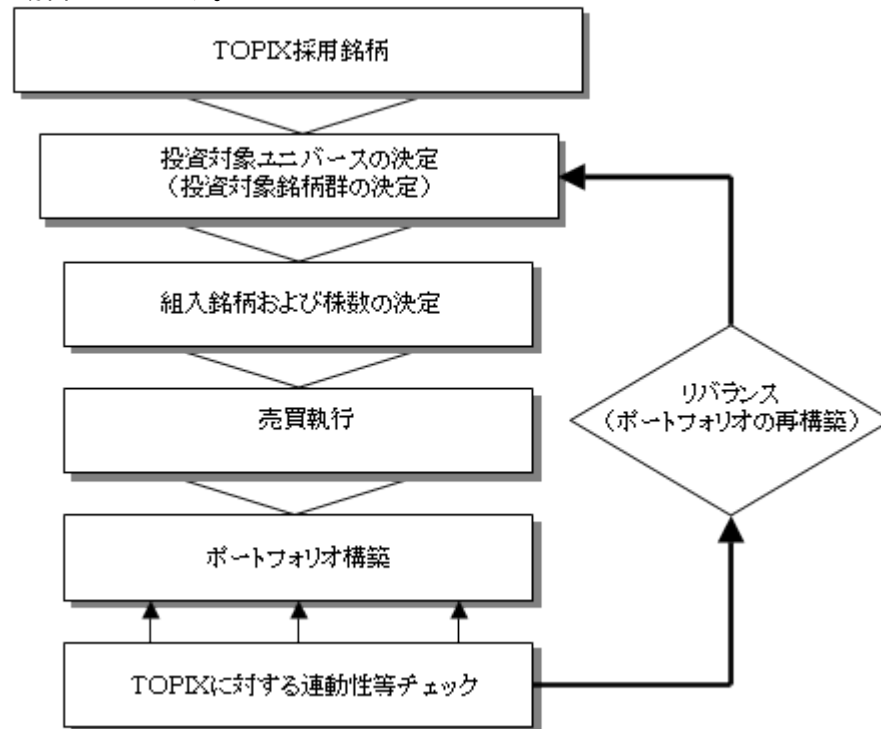 TOPIX採用銘柄
投資対象ユニバースの決定
(投資対象銘柄群の決定)
組入銘柄および株数の決定
売買執行
リバランス
(ポートフォリオの再構築)
ポートフォリオ構築
TOPIXに対する連動性等チェック